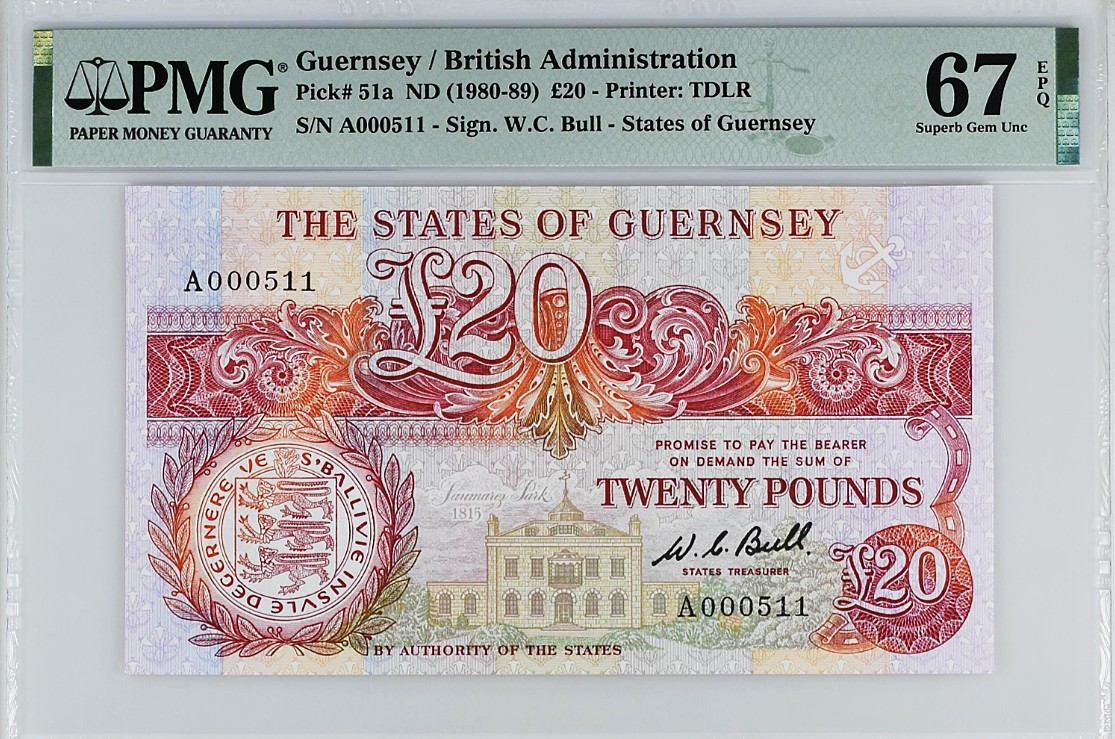 PMG®
PAPER MONEY GUARANTY
Guernsey / British Administration
Pick# 51a ND (1980-89) £20 - Printer: TDLR
S/N A000511 - Sign. W.C. Bull - States of Guernsey
67
EPQ
Superb Gem Unc
THE STATES OF GUERNSEY
A000511
£20
PROMISE TO PAY THE BEARER
ON DEMAND THE SUM OF
TWENTY POUNDS
Saumarez Park
1815
W. C. Bull.
STATES TREASURER
£20
A000511
S'BALLIVIE INSVLE DEGERNEREVE
BY AUTHORITY OF THE STATES